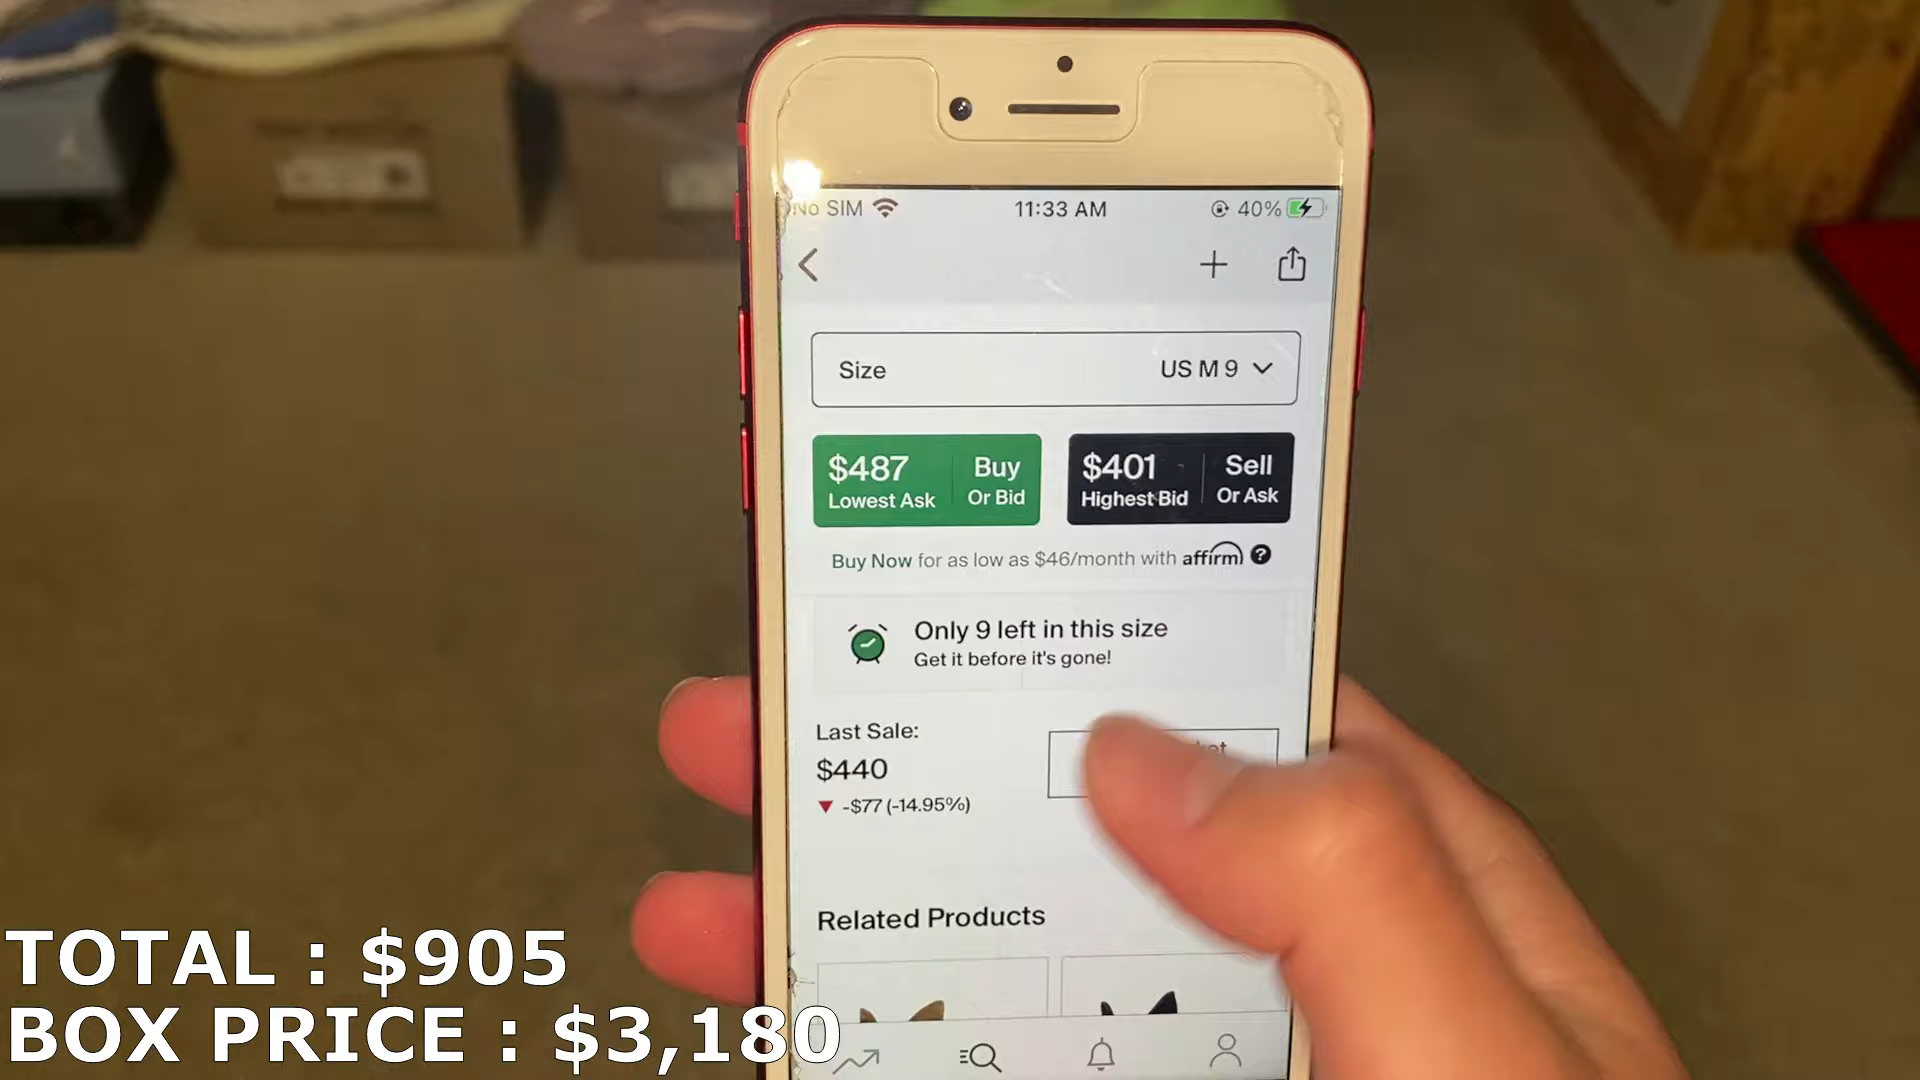 No SIM 11:33 AM 40%
Size US M 9
$487 Buy $401 Sell
Lowest Ask Or Bid Highest Bid Or Ask
Buy Now for as low as $46/month with affirm ?
Only 9 left in this size
Get it before it's gone!
Last Sale:
$440
▼ -$77 (-14.95%)
Related Products
TOTAL : $905
BOX PRICE : $3,180